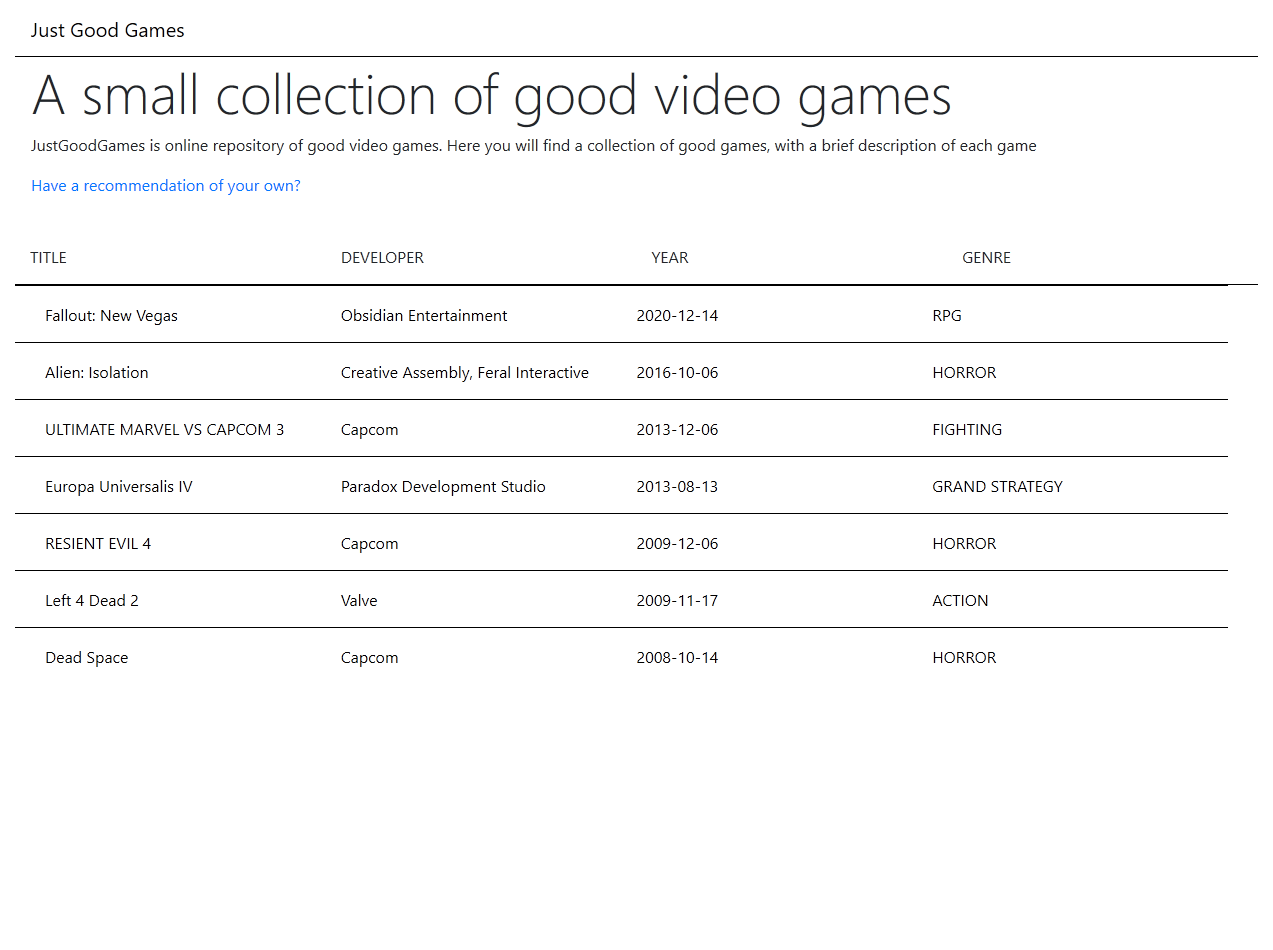 Just Good Games
A small collection of good video games
JustGoodGames is online repository of good video games. Here you will find a collection of good games, with a brief description of each game
Have a recommendation of your own?
TITLE DEVELOPER YEAR GENRE
Fallout: New Vegas Obsidian Entertainment 2020-12-14 RPG
Alien: Isolation Creative Assembly, Feral Interactive 2016-10-06 HORROR
ULTIMATE MARVEL VS CAPCOM 3 Capcom 2013-12-06 FIGHTING
Europa Universalis IV Paradox Development Studio 2013-08-13 GRAND STRATEGY
RESIENT EVIL 4 Capcom 2009-12-06 HORROR
Left 4 Dead 2 Valve 2009-11-17 ACTION
Dead Space Capcom 2008-10-14 HORROR